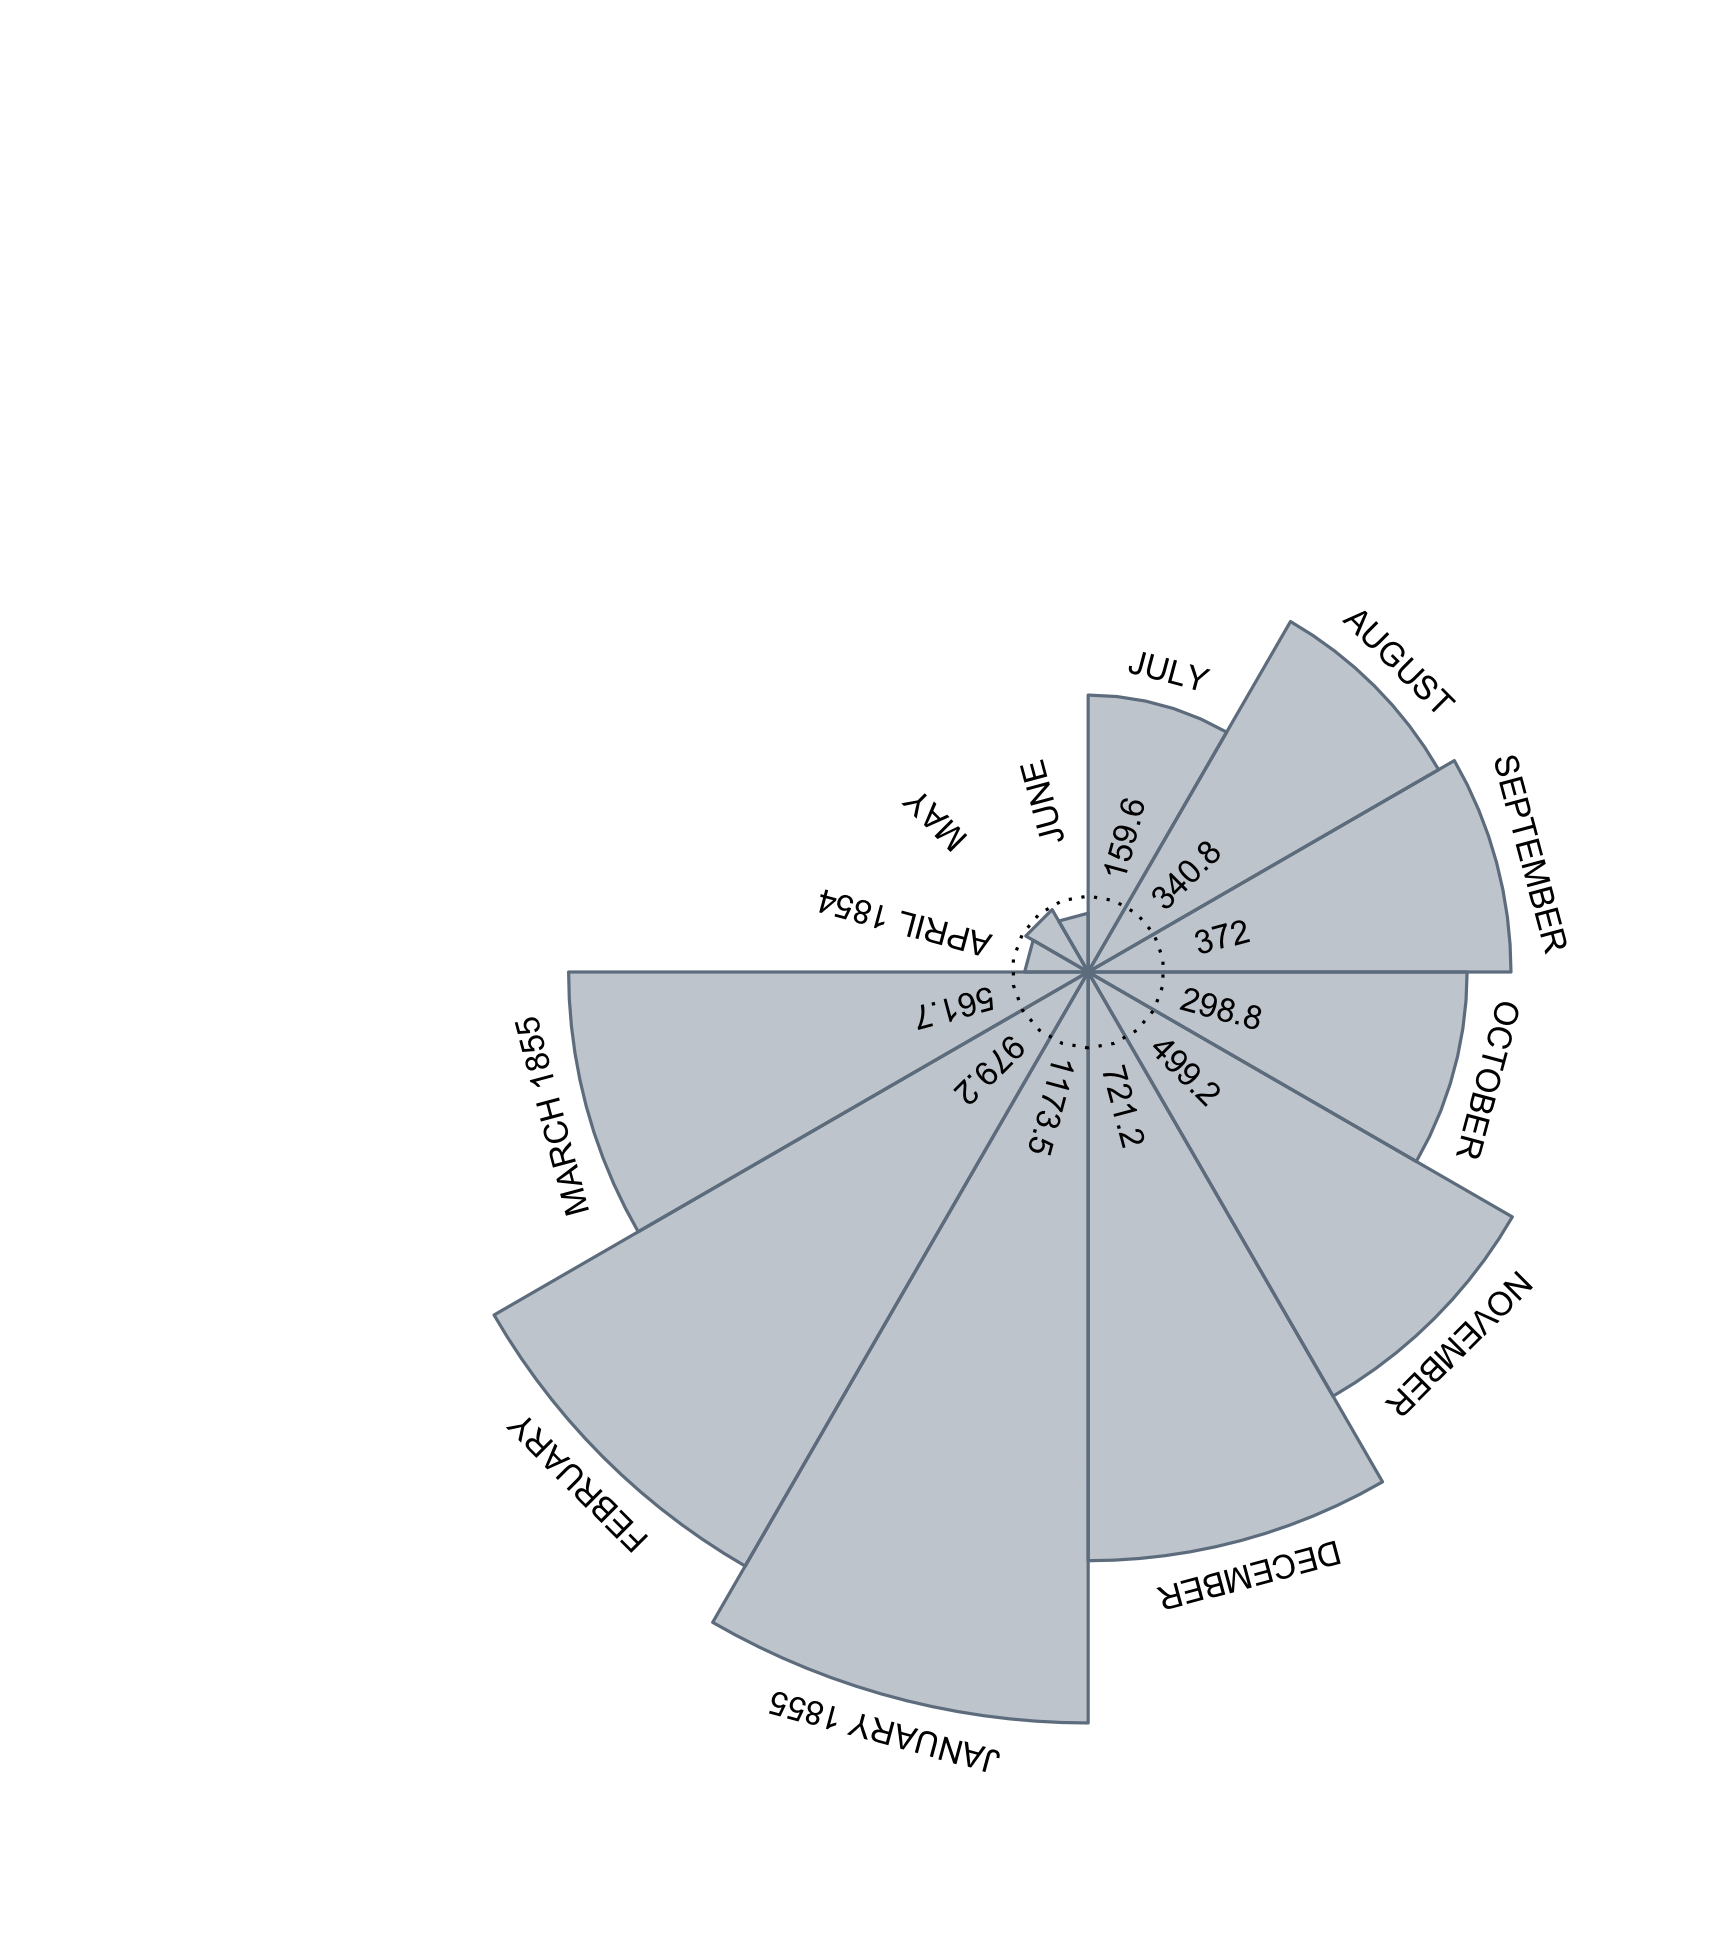 APRIL 1854
MAY
JUNE
JULY
159.6
AUGUST
340.8
SEPTEMBER
372
OCTOBER
298.8
NOVEMBER
499.2
DECEMBER
721.2
JANUARY 1855
1173.5
FEBRUARY
979.2
MARCH 1855
561.7